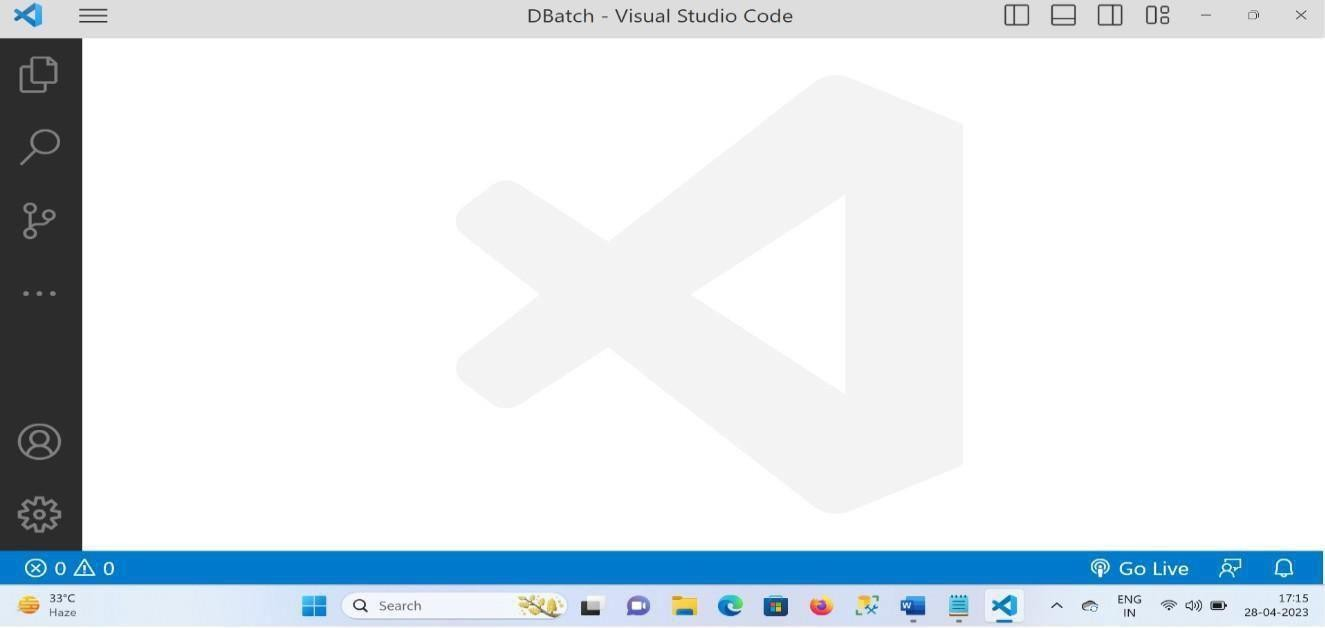 DBatch - Visual Studio Code
0 0
Go Live
33°C
Haze
Search
ENG
IN
17:15
28-04-2023